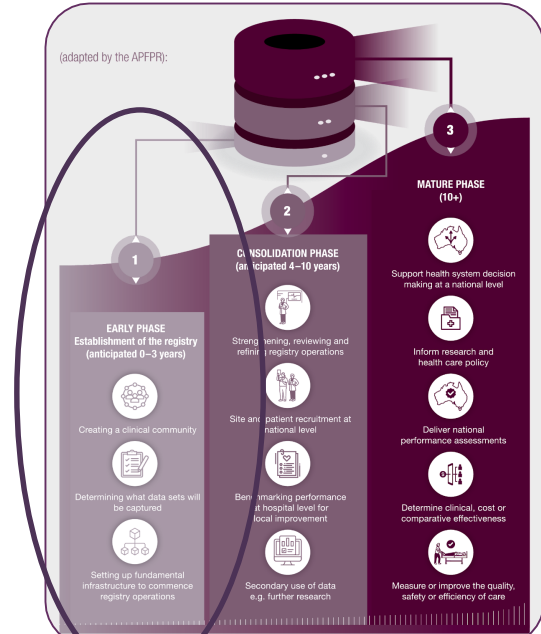 (adapted by the APFPR):
1
EARLY PHASE
Establishment of the registry
(anticipated 0–3 years)
Creating a clinical community
Determining what data sets will
be captured
Setting up fundamental
infrastructure to commence
registry operations
2
CONSOLIDATION PHASE
(anticipated 4–10 years)
Strengthening, reviewing and
refining registry operations
Site and patient recruitment at
national level
Benchmarking performance
at hospital level for
local improvement
Secondary use of data
e.g. further research
3
MATURE PHASE
(10+)
Support health system decision
making at a national level
Inform research and
health care policy
Deliver national
performance assessments
Determine clinical, cost or
comparative effectiveness
Measure or improve the quality,
safety or efficiency of care